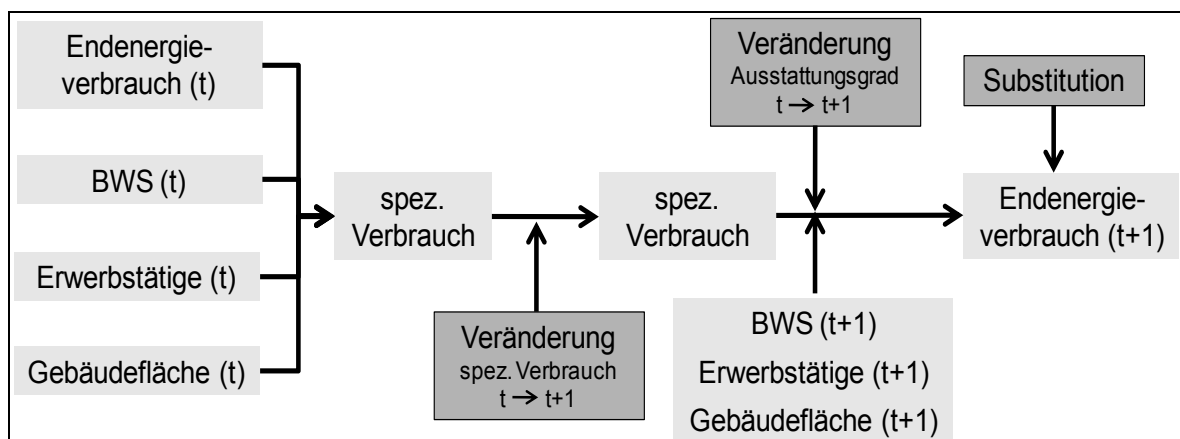 Endenergie-
verbrauch (t)
BWS (t)
Erwerbstätige (t)
Gebäudefläche (t)
spez.
Verbrauch
Veränderung
spez. Verbrauch
t → t+1
spez.
Verbrauch
Veränderung
Ausstattungsgrad
t → t+1
BWS (t+1)
Erwerbstätige (t+1)
Gebäudefläche (t+1)
Substitution
Endenergie-
verbrauch (t+1)